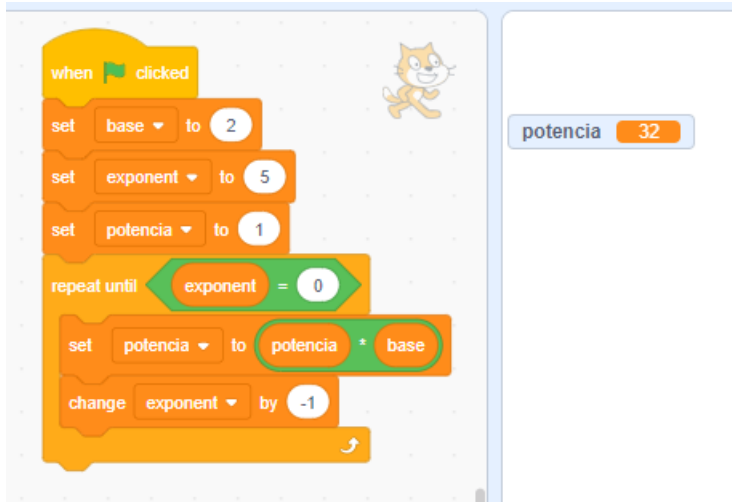 when clicked
set base to 2
set exponent to 5
set potencia to 1
repeat until exponent = 0
set potencia to potencia * base
change exponent by -1
potencia 32